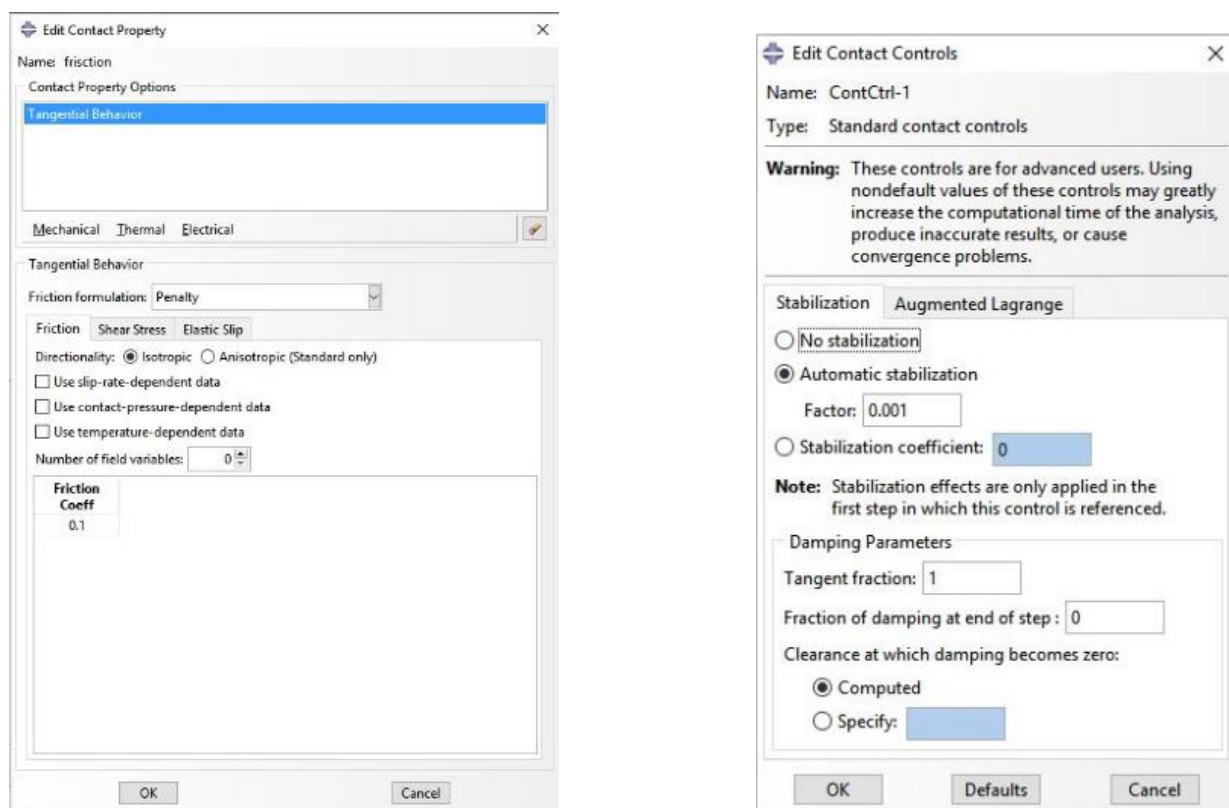 Edit Contact Property
Name: frisction
Contact Property Options
Tangential Behavior
Mechanical Thermal Electrical
Tangential Behavior
Friction formulation: Penalty
Friction Shear Stress Elastic Slip
Directionality: Isotropic Anisotropic (Standard only)
Use slip-rate-dependent data
Use contact-pressure-dependent data
Use temperature-dependent data
Number of field variables: 0
Friction
Coeff
0.1
OK Cancel
Edit Contact Controls
Name: ContCtrl-1
Type: Standard contact controls
Warning: These controls are for advanced users. Using
nondefault values of these controls may greatly
increase the computational time of the analysis,
produce inaccurate results, or cause
convergence problems.
Stabilization Augmented Lagrange
No stabilization
Automatic stabilization
Factor: 0.001
Stabilization coefficient: 0
Note: Stabilization effects are only applied in the
first step in which this control is referenced.
Damping Parameters
Tangent fraction: 1
Fraction of damping at end of step : 0
Clearance at which damping becomes zero:
Computed
Specify:
OK Defaults Cancel